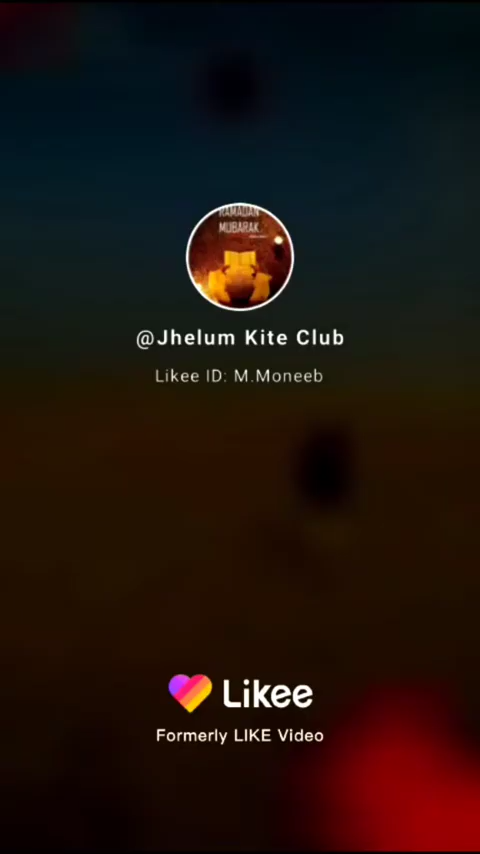 RAMADAN
MUBARAK
@Jhelum Kite Club
Likee ID: M.Moneeb
Likee
Formerly LIKE Video